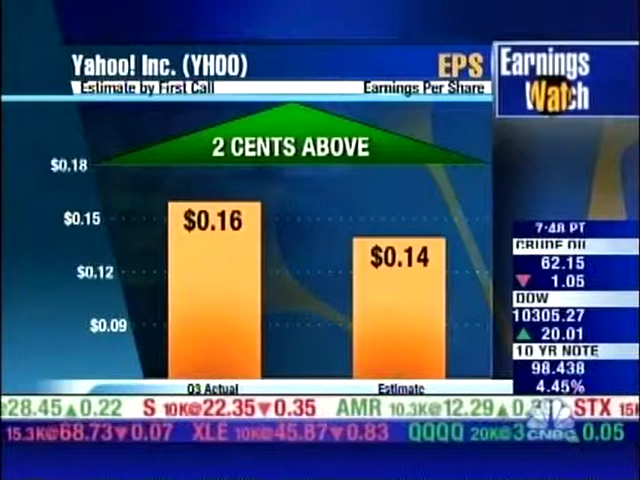 Yahoo! Inc. (YHOO) EPS
Estimate by First Call Earnings Per Share
Earnings
Watch
2 CENTS ABOVE
$0.18
$0.15
$0.12
$0.09
$0.16
$0.14
Q3 Actual Estimate
7:48 PT
CRUDE OIL
62.15
▼ 1.05
DOW
10305.27
▲ 20.01
10 YR NOTE
98.438
4.45%
28.45▲0.22 S 10K@22.35▼0.35 AMR 10.3K@12.29▲ STX
15.3K@68.73▼0.07 XLE 10K@45.87▼0.83 QQQQ 20K@3 0.05
CNBC